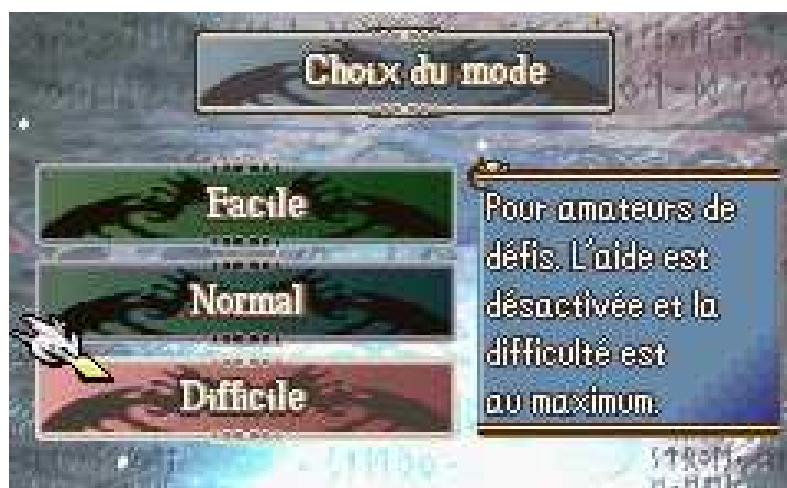 Choix du mode
Facile
Normal
Difficile
Pour amateurs de
défis. L'aide est
désactivée et la
difficulté est
au maximum.